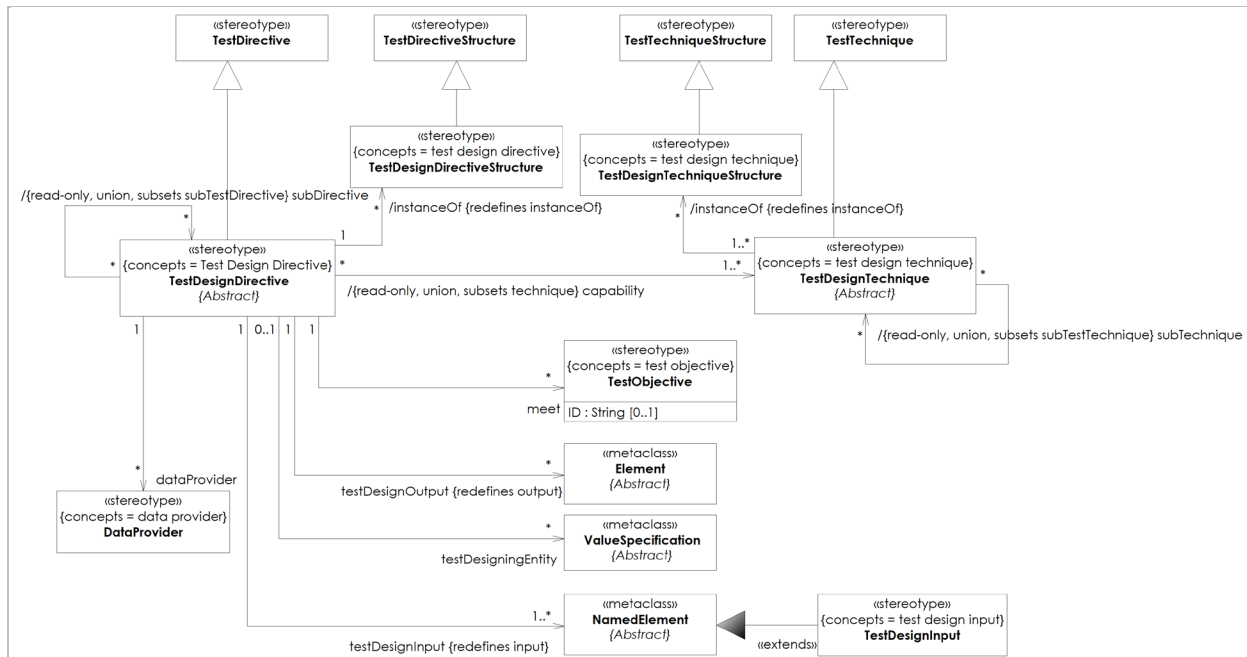 «stereotype»
TestDirective
«stereotype»
TestDirectiveStructure
«stereotype»
TestTechniqueStructure
«stereotype»
TestTechnique
«stereotype»
{concepts = test design directive}
TestDesignDirectiveStructure
«stereotype»
{concepts = test design technique}
TestDesignTechniqueStructure
/{read-only, union, subsets subTestDirective} subDirective
*
*
/instanceOf {redefines instanceOf}
*
1
/instanceOf {redefines instanceOf}
*
1..*
«stereotype»
{concepts = Test Design Directive}
TestDesignDirective
{Abstract}
*
1..*
/{read-only, union, subsets technique} capability
«stereotype»
{concepts = test design technique}
TestDesignTechnique
{Abstract}
*
*
/{read-only, union, subsets subTestTechnique} subTechnique
1
1
0..1
1
1
«stereotype»
{concepts = test objective}
TestObjective
ID : String [0..1]
*
meet
«metaclass»
Element
{Abstract}
*
testDesignOutput {redefines output}
*
dataProvider
«stereotype»
{concepts = data provider}
DataProvider
«metaclass»
ValueSpecification
{Abstract}
*
testDesigningEntity
«metaclass»
NamedElement
{Abstract}
1..*
testDesignInput {redefines input}
«extends»
«stereotype»
{concepts = test design input}
TestDesignInput